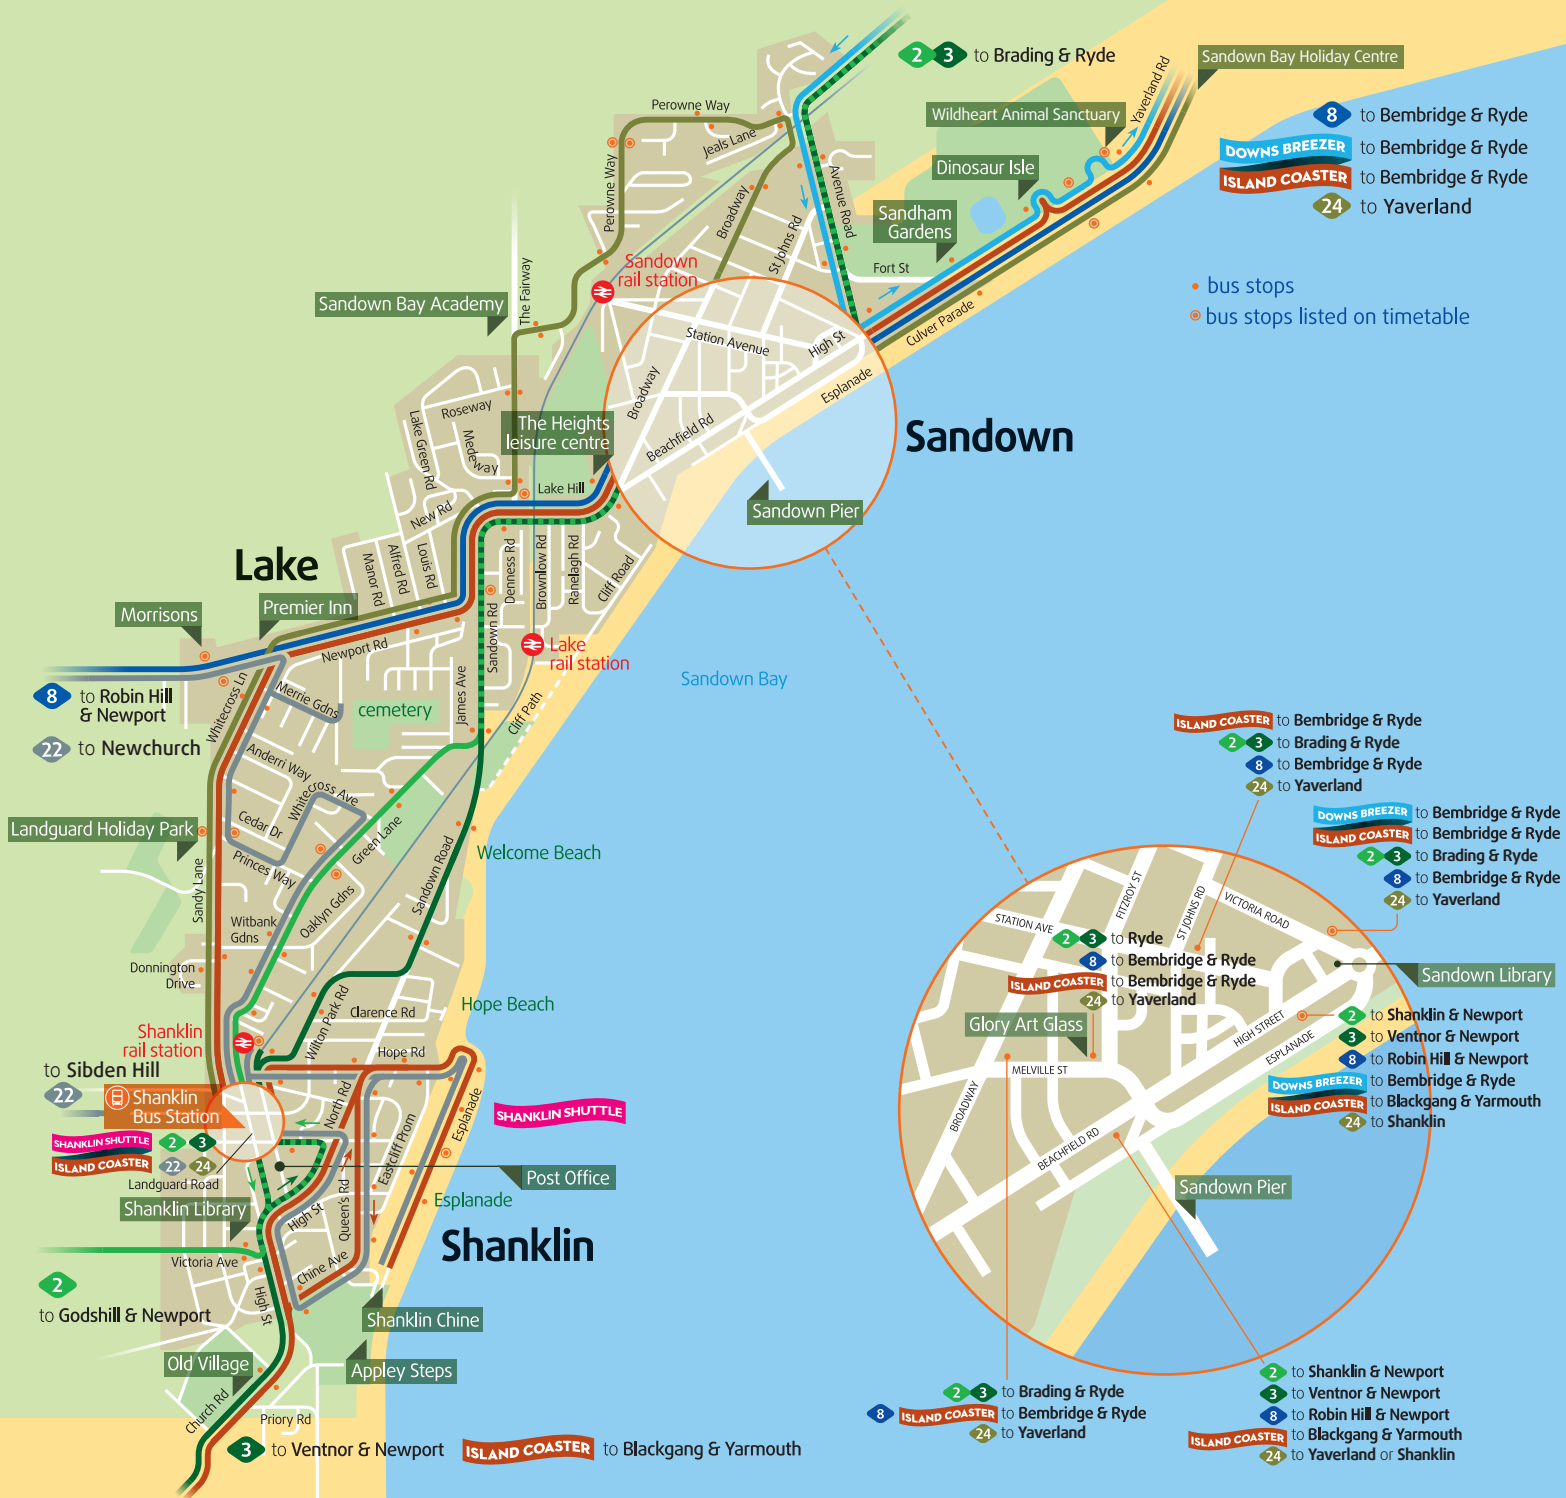 2 3 to Brading & Ryde
Sandown Bay Holiday Centre
Yaverland Rd
Wildheart Animal Sanctuary
8 to Bembridge & Ryde
DOWNS BREEZER to Bembridge & Ryde
ISLAND COASTER to Bembridge & Ryde
24 to Yaverland
Perowne Way
Jeals Lane
Dinosaur Isle
Perowne Way
Broadway
Avenue Road
St Johns Rd
Sandham
Gardens
Fort St
Sandown
rail station
bus stops
bus stops listed on timetable
Sandown Bay Academy
The Fairway
Culver Parade
Station Avenue
High St
Esplanade
Broadway
Beachfield Rd
Roseway
Lake Green Rd
Medeway
The Heights
leisure centre
Sandown
Sandown Pier
Lake Hill
New Rd
Lake
Manor Rd
Alfred Rd
Louis Rd
Denness Rd
Brownlow Rd
Ranelagh Rd
Cliff Road
Morrisons
Premier Inn
Newport Rd
Sandown Rd
Lake
rail station
Sandown Bay
8 to Robin Hill
& Newport
22 to Newchurch
Whitecross Ln
Merrie Gdns
cemetery
James Ave
Cliff Path
Anderri Way
Whitecross Ave
Landguard Holiday Park
Cedar Dr
Princes Way
Green Lane
Welcome Beach
Sandy Lane
Sandown Road
Witbank
Gdns
Oaklyn Gdns
Donnington
Drive
Hope Beach
Wilton Park Rd
Clarence Rd
Shanklin
rail station
Hope Rd
to Sibden Hill
22
Shanklin
Bus Station
North Rd
Esplanade
SHANKLIN SHUTTLE
SHANKLIN SHUTTLE 2 3
ISLAND COASTER 22 24
Eastcliff Prom
Landguard Road
Post Office
Shanklin Library
High St
Queen's Rd
Esplanade
Shanklin
Victoria Ave
Chine Ave
2
to Godshill & Newport
High St
Shanklin Chine
Old Village
Appley Steps
Church Rd
Priory Rd
3 to Ventnor & Newport
ISLAND COASTER to Blackgang & Yarmouth
ISLAND COASTER to Bembridge & Ryde
2 3 to Brading & Ryde
8 to Bembridge & Ryde
24 to Yaverland
DOWNS BREEZER to Bembridge & Ryde
ISLAND COASTER to Bembridge & Ryde
2 3 to Brading & Ryde
8 to Bembridge & Ryde
24 to Yaverland
STATION AVE
FITZROY ST
ST JOHNS RD
VICTORIA ROAD
2 3 to Ryde
8 to Bembridge & Ryde
ISLAND COASTER to Bembridge & Ryde
24 to Yaverland
Sandown Library
Glory Art Glass
HIGH STREET
ESPLANADE
2 to Shanklin & Newport
3 to Ventnor & Newport
8 to Robin Hill & Newport
DOWNS BREEZER to Bembridge & Ryde
ISLAND COASTER to Blackgang & Yarmouth
24 to Shanklin
MELVILLE ST
BROADWAY
BEACHFIELD RD
Sandown Pier
2 3 to Brading & Ryde
8 ISLAND COASTER to Bembridge & Ryde
24 to Yaverland
2 to Shanklin & Newport
3 to Ventnor & Newport
8 to Robin Hill & Newport
ISLAND COASTER to Blackgang & Yarmouth
24 to Yaverland or Shanklin